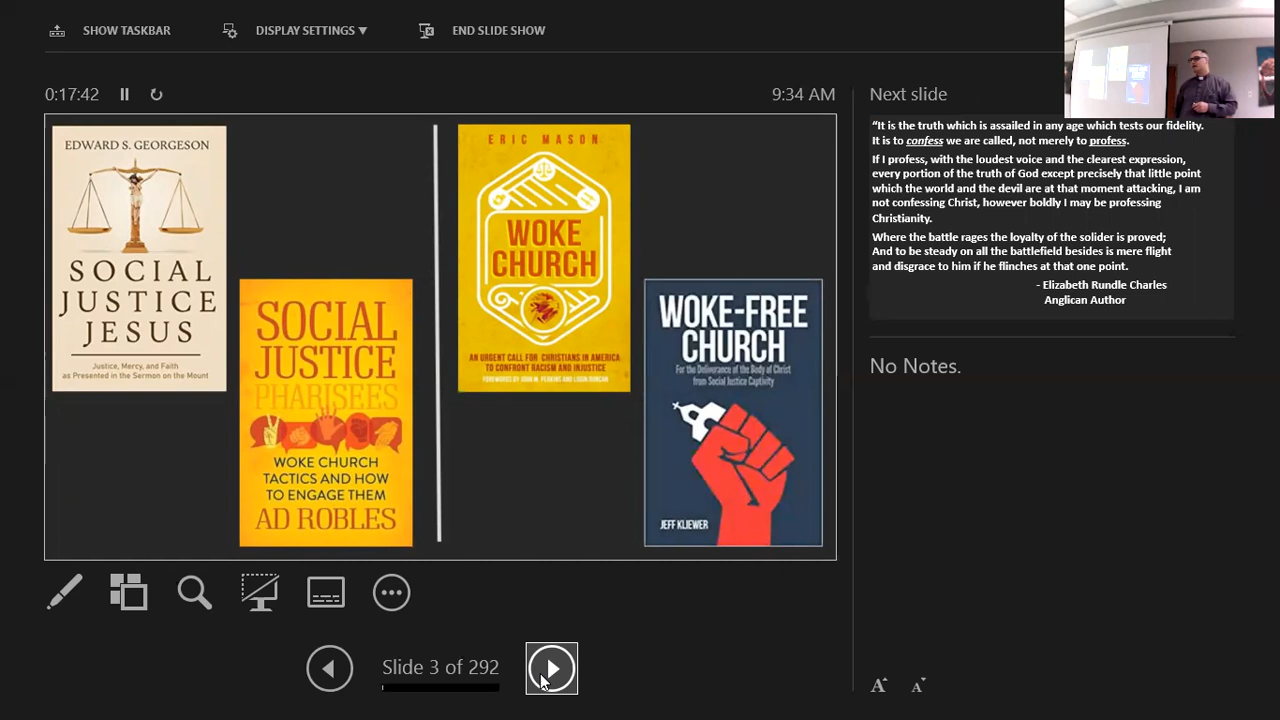 SHOW TASKBAR
DISPLAY SETTINGS
END SLIDE SHOW
0:17:42
9:34 AM
EDWARD S. GEORGESON
SOCIAL
JUSTICE
JESUS
Justice, Mercy, and Faith
as Presented in the Sermon on the Mount
SOCIAL
JUSTICE
PHARISEES
WOKE CHURCH
TACTICS AND HOW
TO ENGAGE THEM
AD ROBLES
ERIC MASON
WOKE
CHURCH
AN URGENT CALL FOR CHRISTIANS IN AMERICA
TO CONFRONT RACISM AND INJUSTICE
FOREWORDS BY JOHN M. PERKINS AND LIGON DUNCAN
WOKE-FREE
CHURCH
For the Deliverance of the Body of Christ
from Social Justice Captivity
JEFF KLIEWER
Next slide
“It is the truth which is assailed in any age which tests our fidelity.
It is to confess we are called, not merely to profess.
If I profess, with the loudest voice and the clearest expression,
every portion of the truth of God except precisely that little point
which the world and the devil are at that moment attacking, I am
not confessing Christ, however boldly I may be professing
Christianity.
Where the battle rages the loyalty of the solider is proved;
And to be steady on all the battlefield besides is mere flight
and disgrace to him if he flinches at that one point.
- Elizabeth Rundle Charles
Anglican Author
No Notes.
Slide 3 of 292
A A